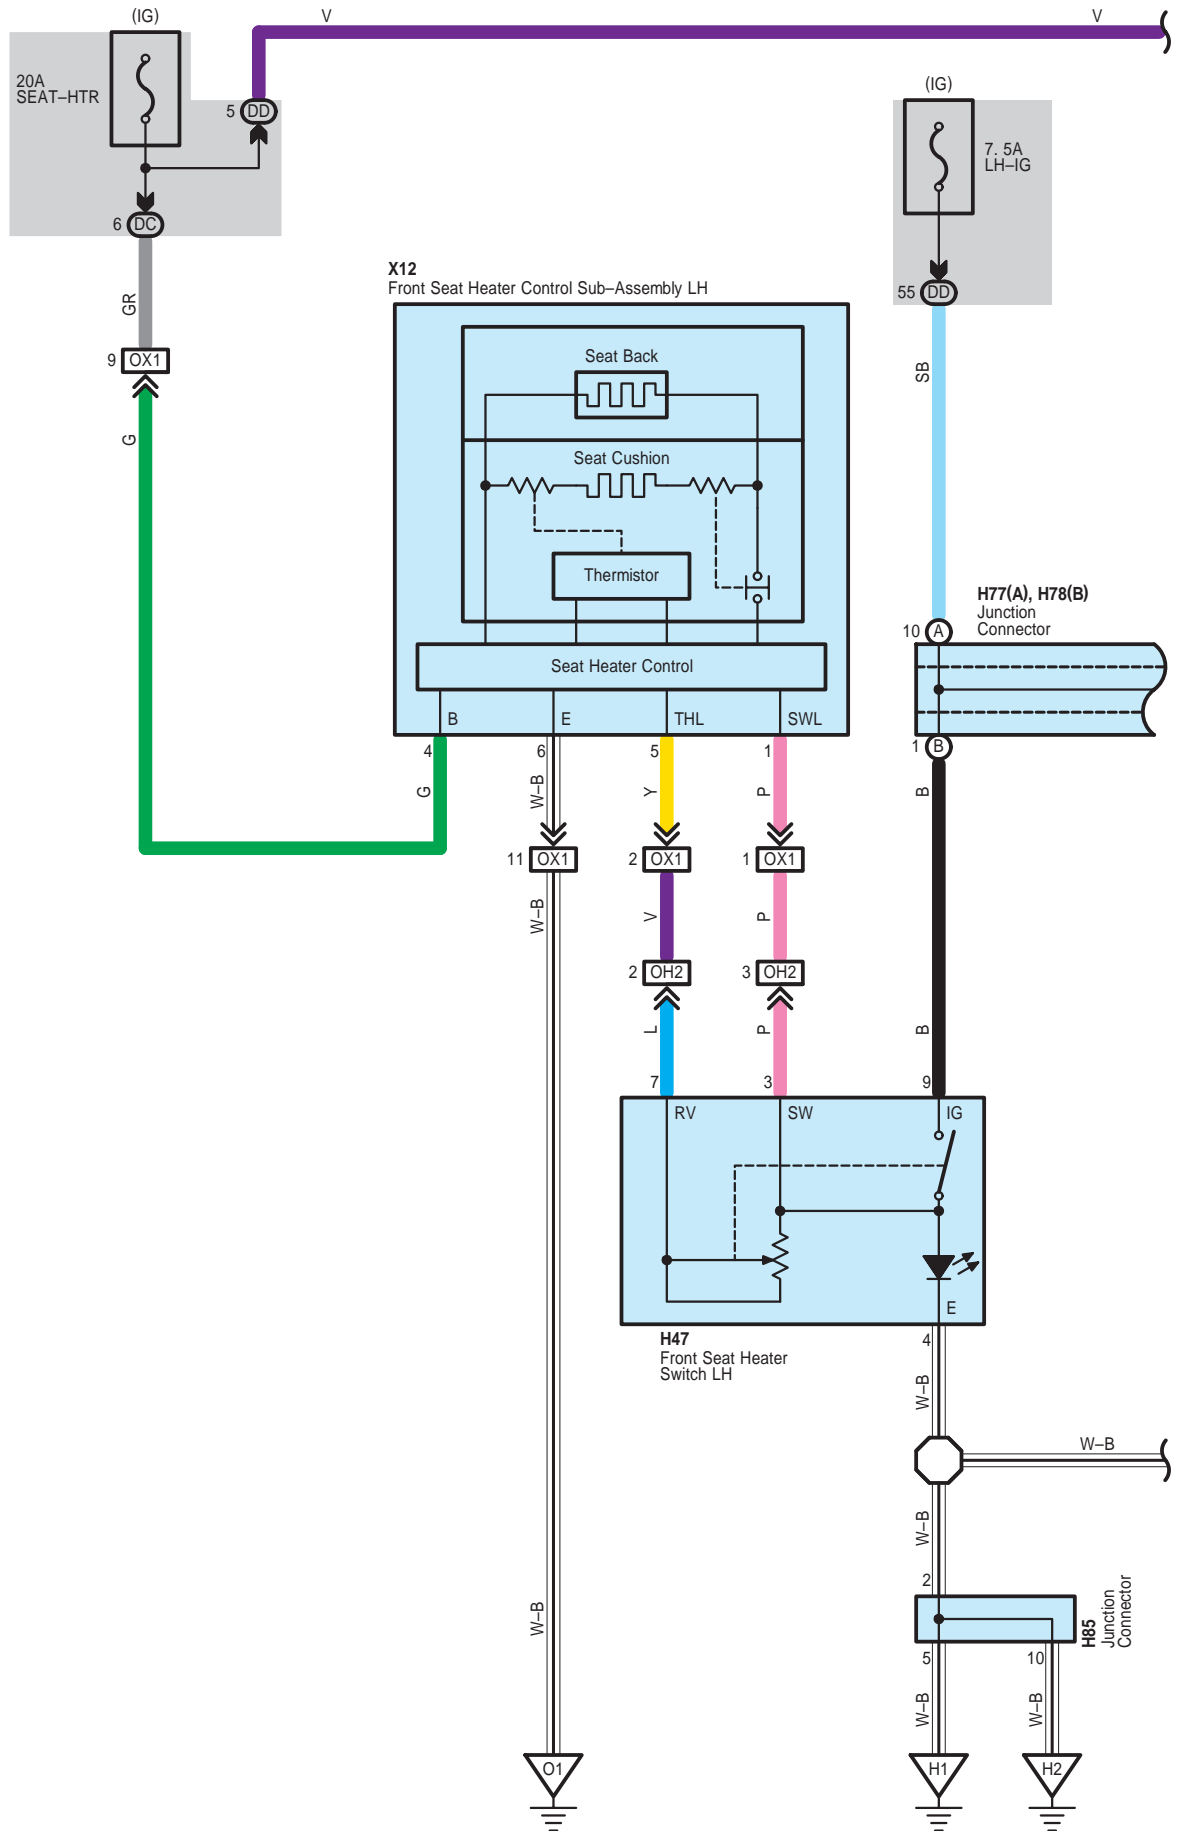 (IG)
V
V
20A
SEAT–HTR
5
DD
(IG)
7. 5A
LH–IG
6
DC
X12
Front Seat Heater Control Sub–Assembly LH
55
DD
GR
9
OX1
Seat Back
SB
G
Seat Cushion
Thermistor
H77(A), H78(B)
Junction
Connector
10
A
Seat Heater Control
B
E
THL
SWL
4
6
5
1
1
B
G
W–B
Y
P
B
11
OX1
2
OX1
1
OX1
W–B
V
P
2
OH2
3
OH2
L
P
B
7
3
9
RV
SW
IG
E
H47
Front Seat Heater
Switch LH
4
W–B
W–B
W–B
2
W–B
H85
Junction
Connector
5
10
W–B
W–B
O1
H1
H2